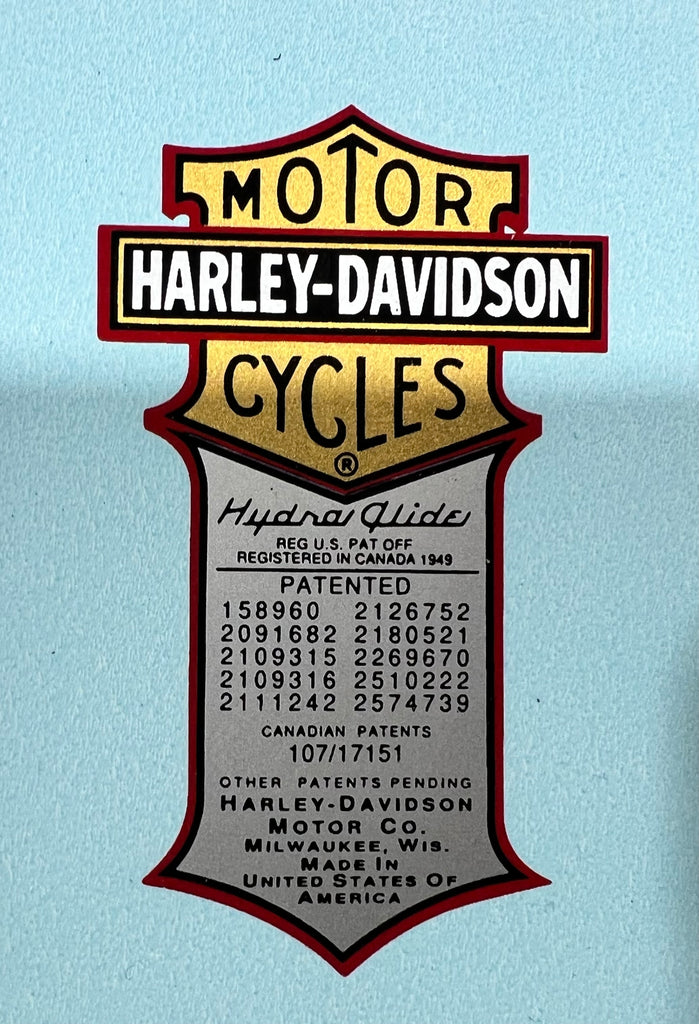 MOTOR
HARLEY-DAVIDSON
CYCLES
®
Hydra Glide
REG U.S. PAT OFF
REGISTERED IN CANADA 1949
PATENTED
158960 2126752
2091682 2180521
2109315 2269670
2109316 2510222
2111242 2574739
CANADIAN PATENTS
107/17151
OTHER PATENTS PENDING
HARLEY-DAVIDSON
MOTOR CO.
MILWAUKEE, WIS.
MADE IN
UNITED STATES OF
AMERICA